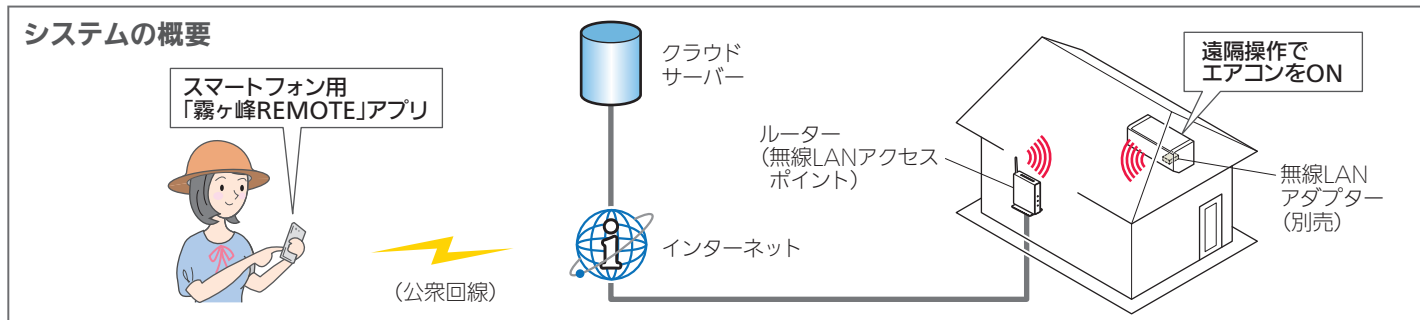 システムの概要
スマートフォン用
「霧ヶ峰REMOTE」アプリ
(公衆回線)
クラウド
サーバー
インターネット
ルーター
(無線LANアクセス
ポイント)
遠隔操作で
エアコンをON
無線LAN
アダプター
(別売)